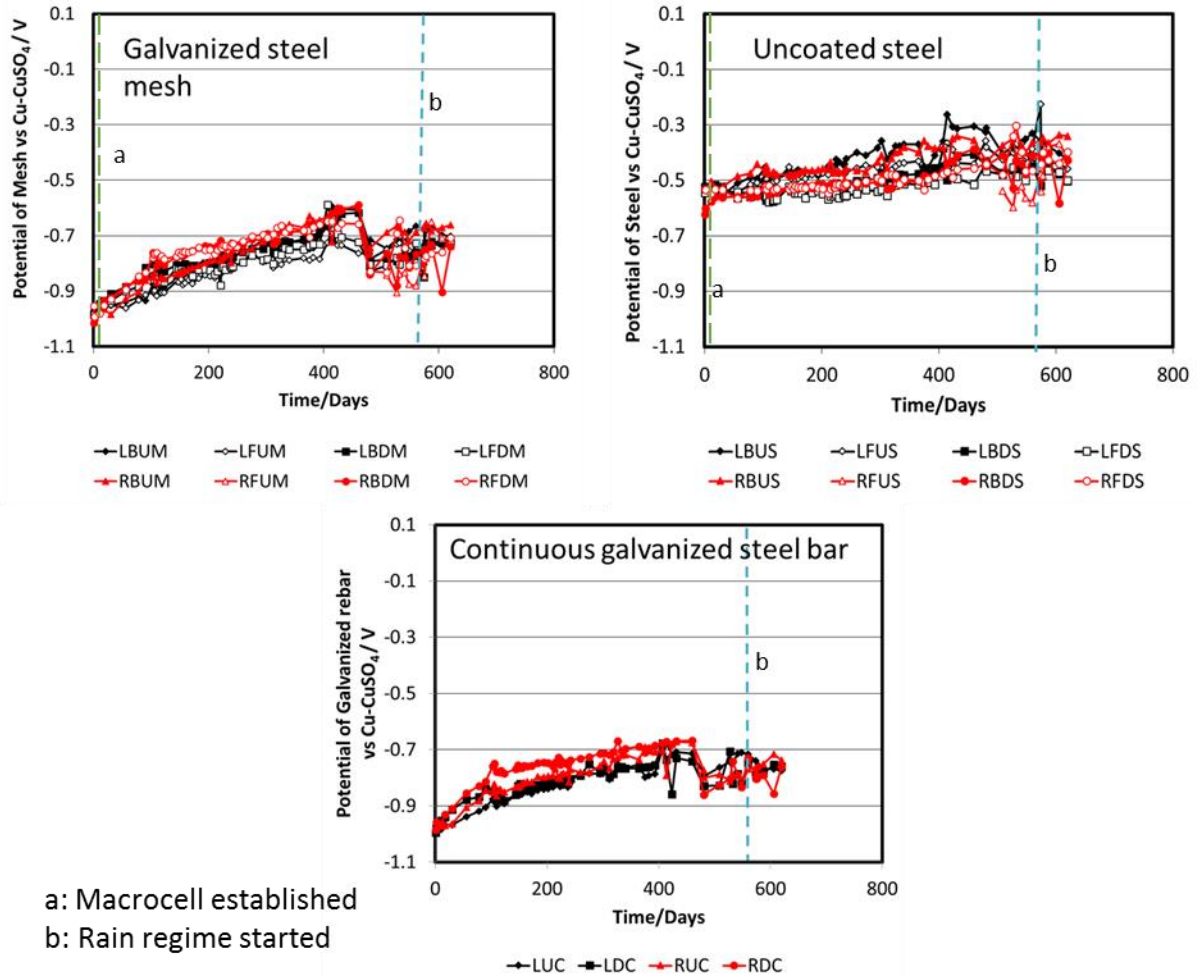 0.1
-0.1
-0.3
-0.5
-0.7
-0.9
-1.1
Potential of Mesh vs Cu-CuSO₄/ V
Galvanized steel
mesh
a
b
0 200 400 600 800
Time/Days
LBUM LFUM LBDM LFDM
RBUM RFUM RBDM RFDM
0.1
-0.1
-0.3
-0.5
-0.7
-0.9
-1.1
Potential of Steel vs Cu-CuSO₄/ V
Uncoated steel
a
b
0 200 400 600 800
Time/Days
LBUS LFUS LBDS LFDS
RBUS RFUS RBDS RFDS
0.1
-0.1
-0.3
-0.5
-0.7
-0.9
-1.1
Potential of Galvanized rebar
vs Cu-CuSO₄/ V
Continuous galvanized steel bar
b
0 200 400 600 800
Time/Days
LUC LDC RUC RDC
a: Macrocell established
b: Rain regime started